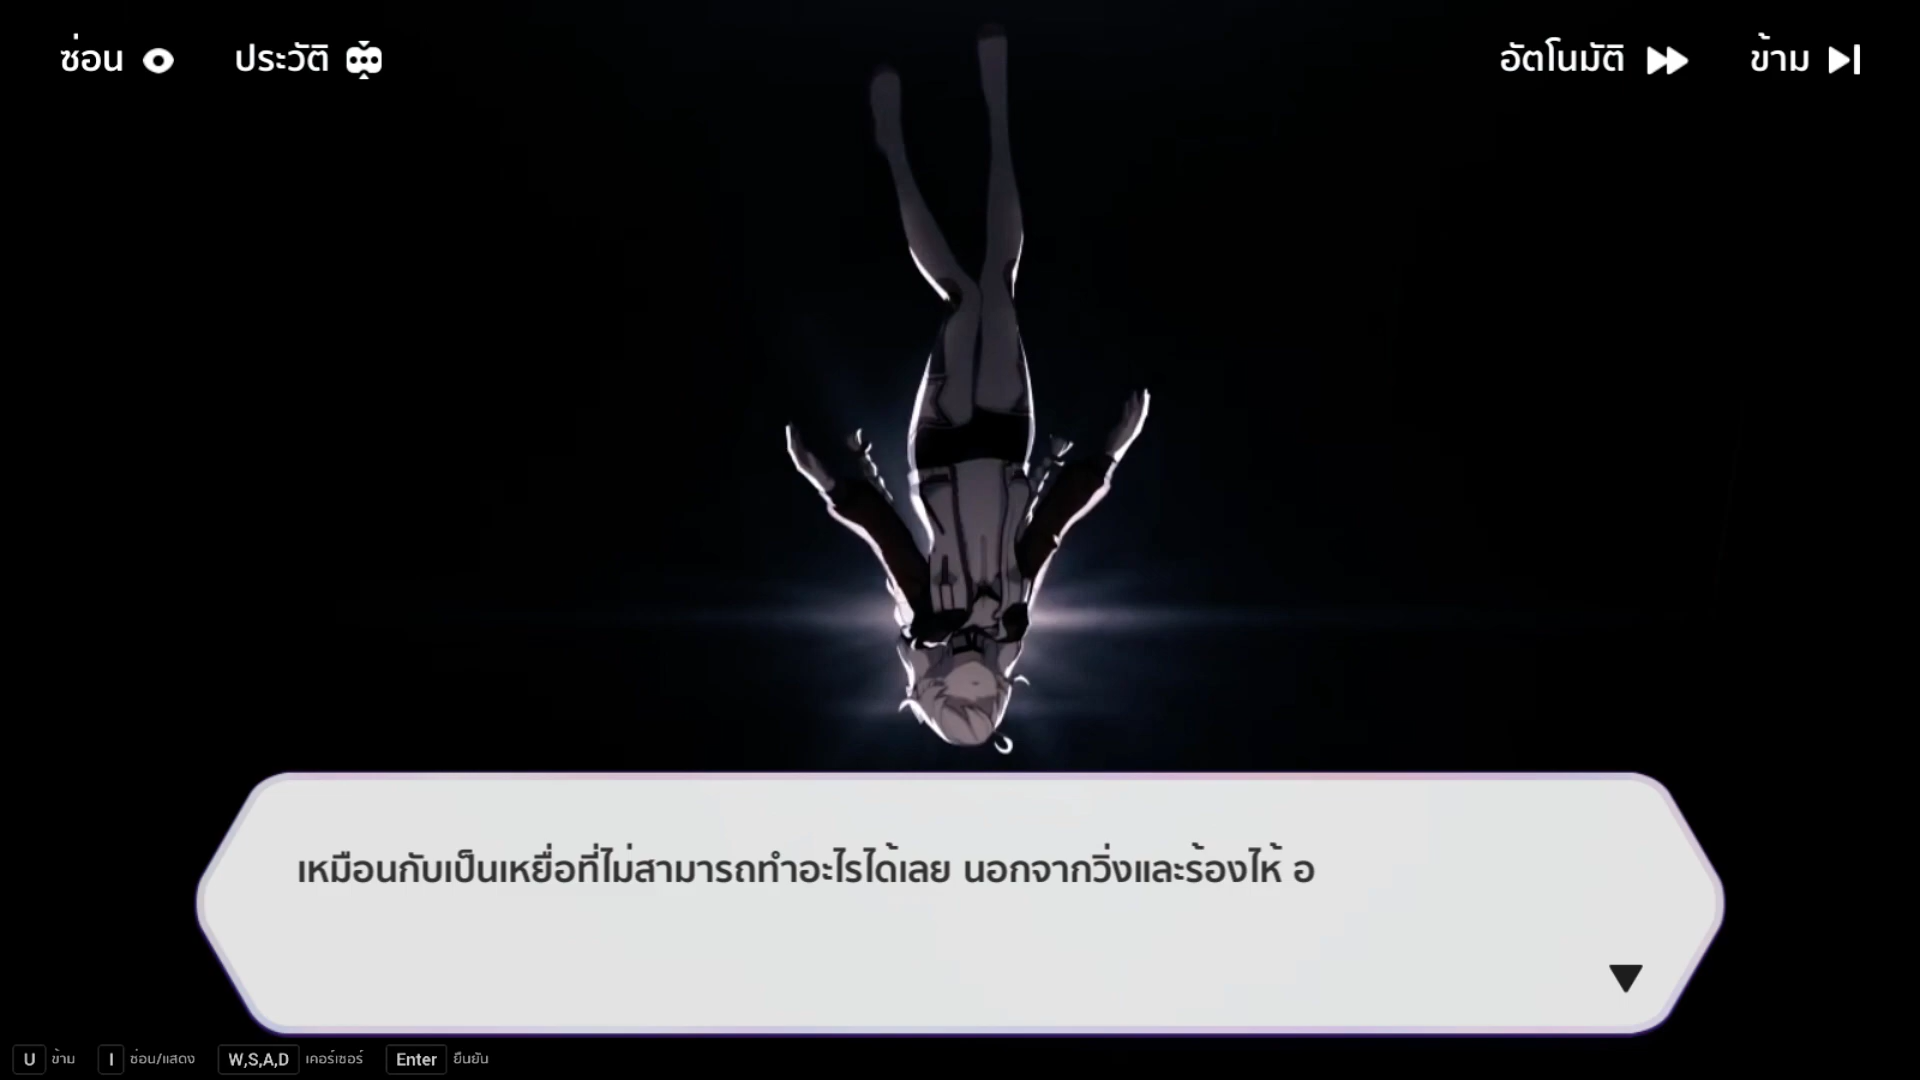 ซ่อน
ประวัติ
อัตโนมัติ
ข้าม
เหมือนกับเป็นเหยื่อที่ไม่สามารถทำอะไรได้เลย นอกจากวิ่งและร้องไห้ อ
U ข้าม I ซ่อน/แสดง W,S,A,D เคอร์เซอร์ Enter ยืนยัน